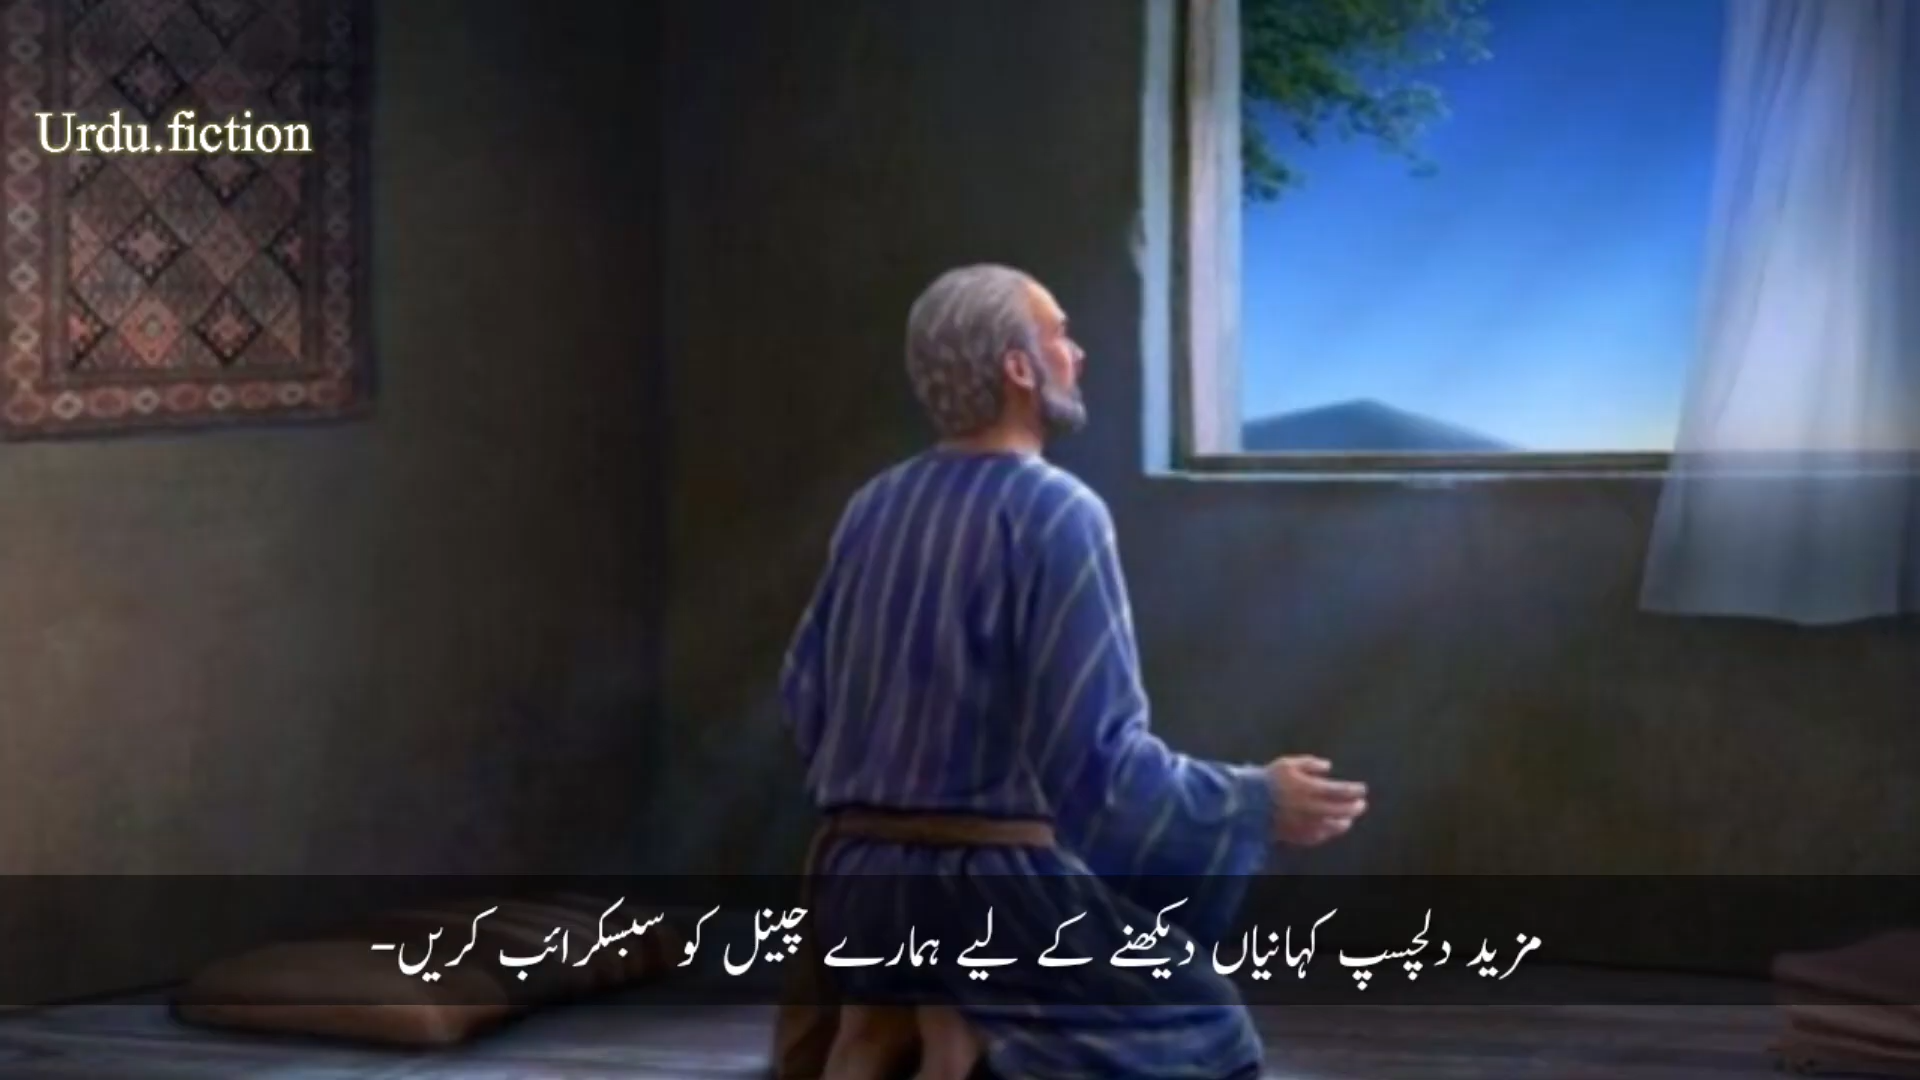 Urdu.fiction
مزید دلچسپ کہانیاں دیکھنے کے لیے ہمارے چینل کو سبسکرائب کریں-